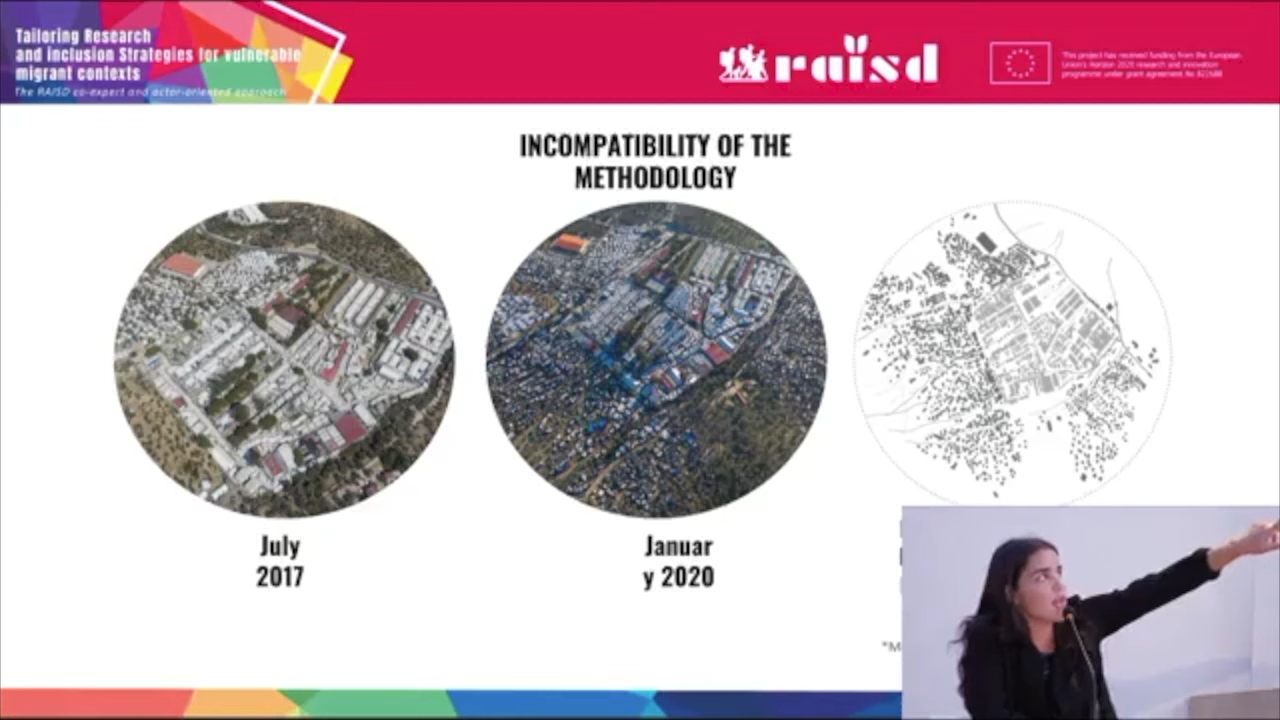 Tailoring Research
and inclusion Strategies for vulnerable
migrant contexts
The RAISD co-expert and actor-oriented approach
raisd
This project has received funding from the European
Union's Horizon 2020 research and innovation
programme under grant agreement No 822688
INCOMPATIBILITY OF THE
METHODOLOGY
July
2017
Januar
y 2020
"M